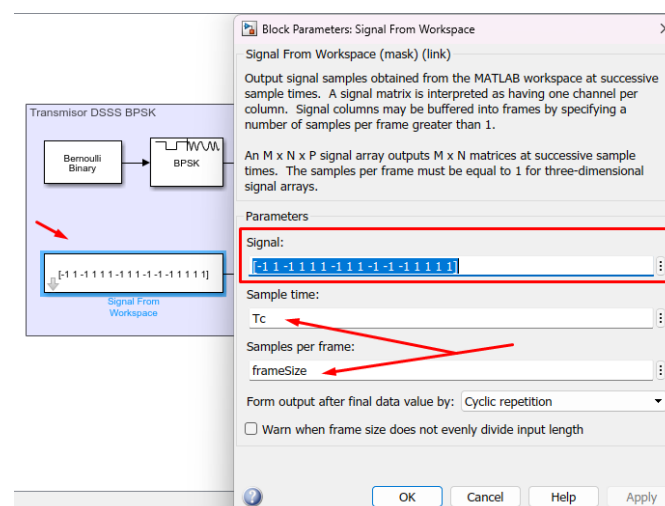 Transmisor DSSS BPSK
Bernoulli
Binary
BPSK
[-1 1 -1 1 1 1 -1 1 1 -1 -1 -1 1 1 1 1]
Signal From
Workspace
Block Parameters: Signal From Workspace
Signal From Workspace (mask) (link)
Output signal samples obtained from the MATLAB workspace at successive
sample times. A signal matrix is interpreted as having one channel per
column. Signal columns may be buffered into frames by specifying a
number of samples per frame greater than 1.
An M x N x P signal array outputs M x N matrices at successive sample
times. The samples per frame must be equal to 1 for three-dimensional
signal arrays.
Parameters
Signal:
[-1 1 -1 1 1 1 -1 1 1 -1 -1 -1 1 1 1 1]
Sample time:
Tc
Samples per frame:
frameSize
Form output after final data value by: Cyclic repetition
Warn when frame size does not evenly divide input length
OK Cancel Help Apply